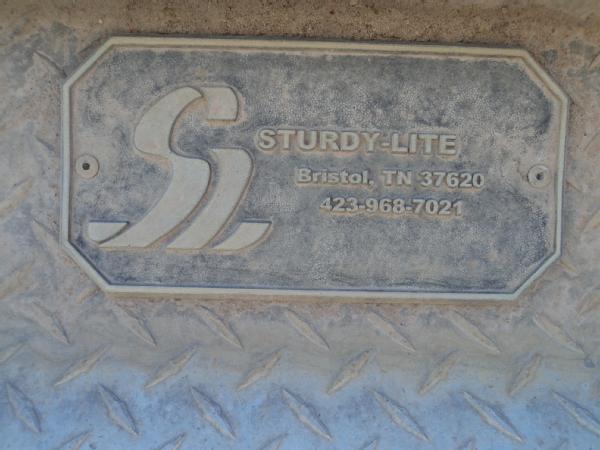 SL
STURDY-LITE
Bristol, TN 37620
423-968-7021